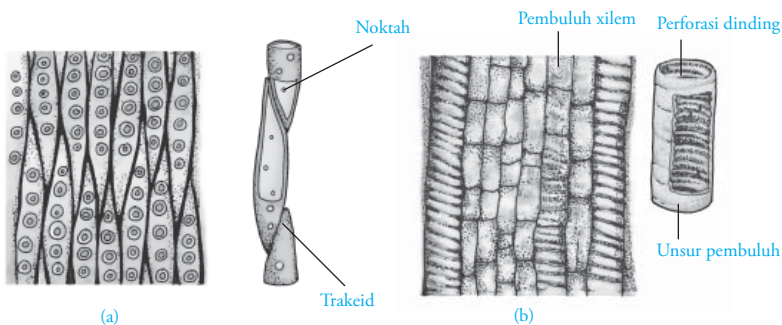 Noktah
Trakeid
(a)
Pembuluh xilem
Perforasi dinding
Unsur pembuluh
(b)